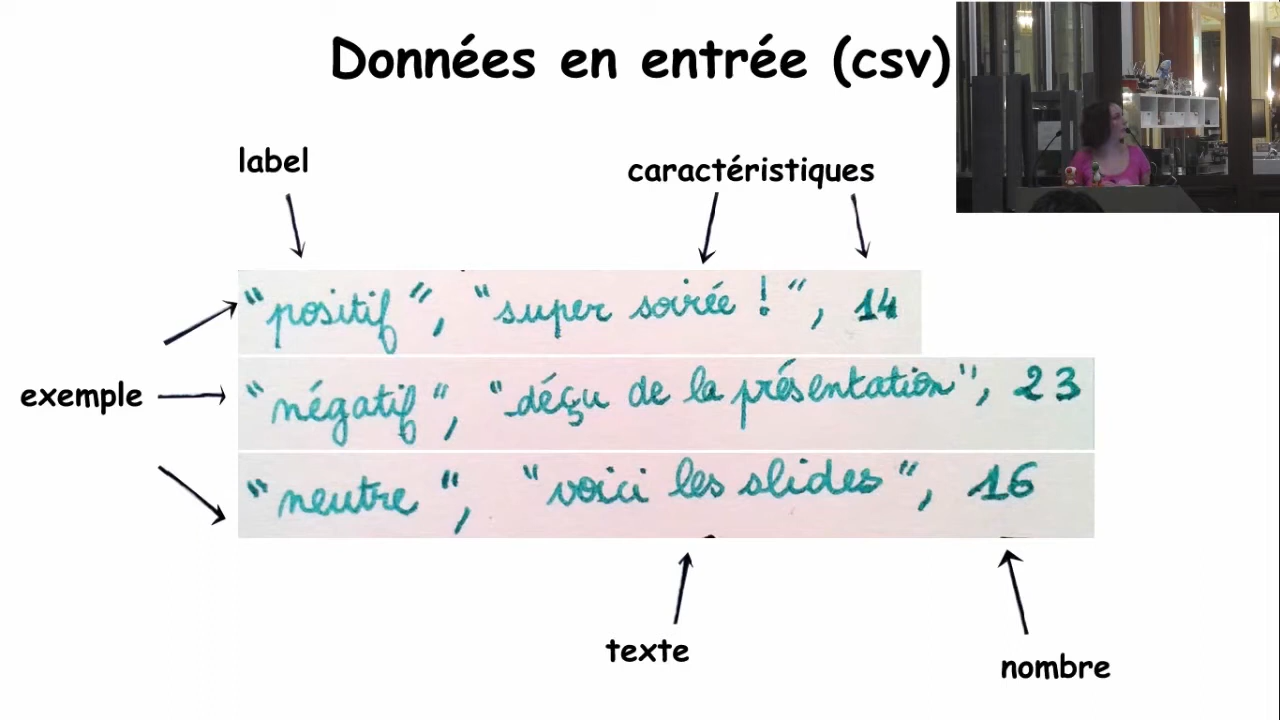 Données en entrée (csv)
label
caractéristiques
"positif", "super soirée !", 14
exemple
"négatif", "déçu de la présentation", 23
"neutre", "voici les slides", 16
texte
nombre